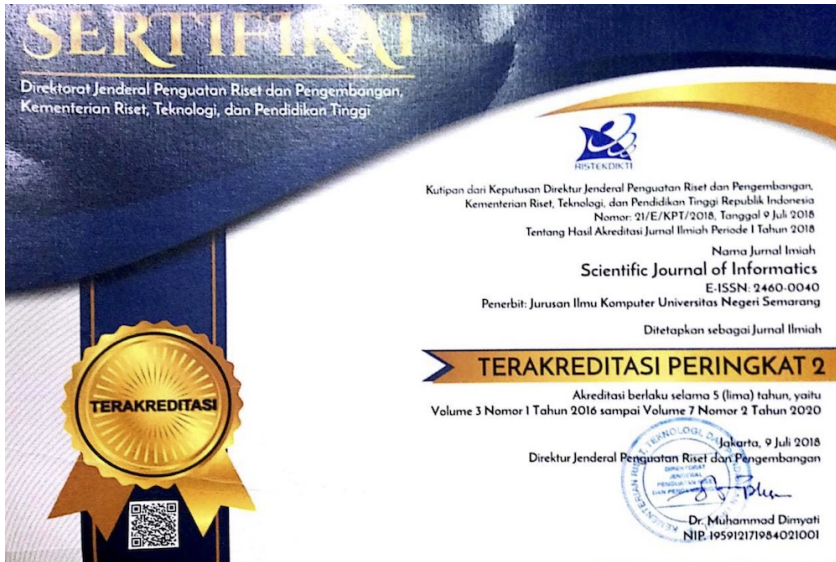 SERTIFIKAT
Direktorat Jenderal Penguatan Riset dan Pengembangan,
Kementerian Riset, Teknologi, dan Pendidikan Tinggi
RISTEKDIKTI
Kutipan dari Keputusan Direktur Jenderal Penguatan Riset dan Pengembangan,
Kementerian Riset, Teknologi, dan Pendidikan Tinggi Republik Indonesia
Nomor: 21/E/KPT/2018, Tanggal 9 Juli 2018
Tentang Hasil Akreditasi Jurnal Ilmiah Periode I Tahun 2018
Nama Jurnal Imiah
Scientific Journal of Informatics
E-ISSN: 2460-0040
Penerbit: Jurusan Ilmu Komputer Universitas Negeri Semarang
Ditetapkan sebagai Jurnal Ilmiah
TERAKREDITASI PERINGKAT 2
Akreditasi berlaku selama 5 (lima) tahun, yaitu
Volume 3 Nomor 1 Tahun 2016 sampai Volume 7 Nomor 2 Tahun 2020
Jakarta, 9 Juli 2018
Direktur Jenderal Penguatan Riset dan Pengembangan
DIREKTORAT
JENDERAL
Dr. Muhammad Dimyati
NIP. 195912171984021001
TERAKREDITASI